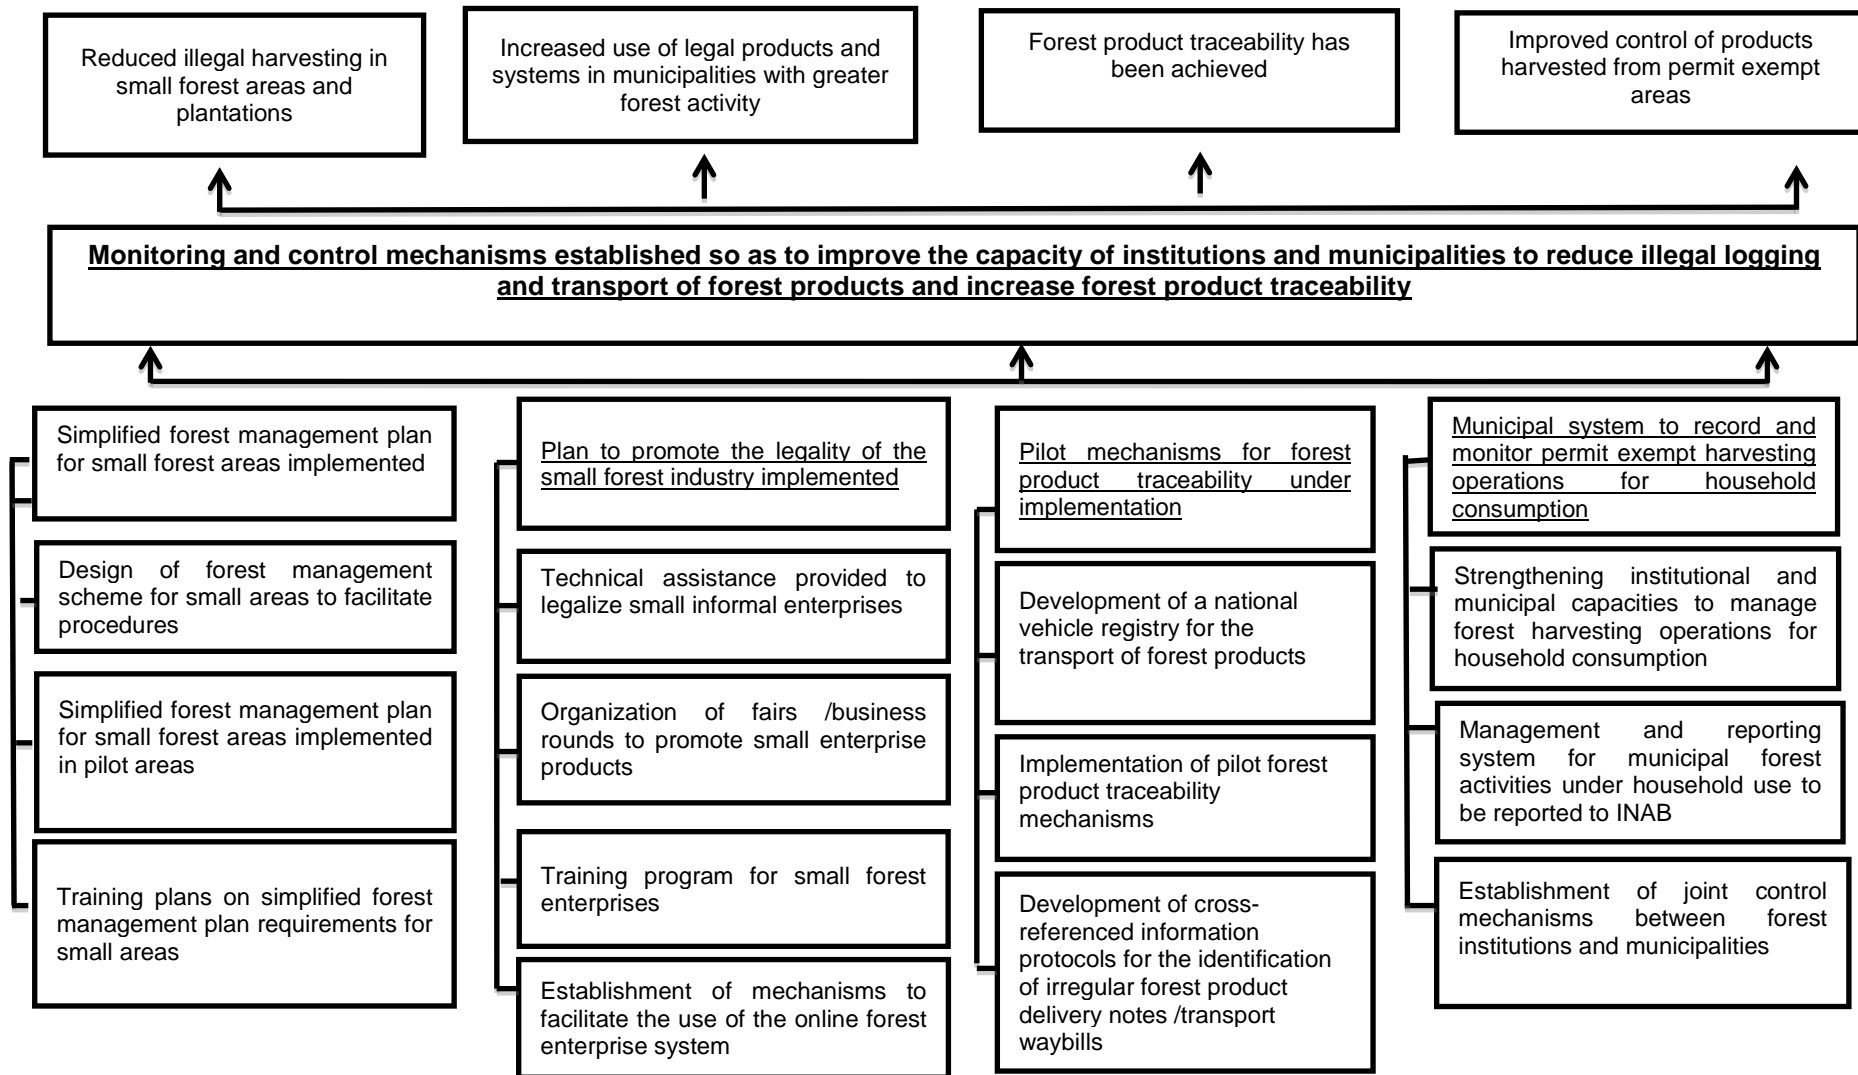 Reduced illegal harvesting in
small forest areas and
plantations
Increased use of legal products and
systems in municipalities with greater
forest activity
Forest product traceability has
been achieved
Improved control of products
harvested from permit exempt
areas
Monitoring and control mechanisms established so as to improve the capacity of institutions and municipalities to reduce illegal logging
and transport of forest products and increase forest product traceability
Simplified forest management plan
for small forest areas implemented
Design of forest management
scheme for small areas to facilitate
procedures
Simplified forest management plan
for small forest areas implemented
in pilot areas
Training plans on simplified forest
management plan requirements for
small areas
Plan to promote the legality of the
small forest industry implemented
Technical assistance provided to
legalize small informal enterprises
Organization of fairs /business
rounds to promote small enterprise
products
Training program for small forest
enterprises
Establishment of mechanisms to
facilitate the use of the online forest
enterprise system
Pilot mechanisms for forest
product traceability under
implementation
Development of a national
vehicle registry for the
transport of forest products
Implementation of pilot forest
product traceability
mechanisms
Development of cross-
referenced information
protocols for the identification
of irregular forest product
delivery notes /transport
waybills
Municipal system to record and
monitor permit exempt harvesting
operations for household
consumption
Strengthening institutional and
municipal capacities to manage
forest harvesting operations for
household consumption
Management and reporting
system for municipal forest
activities under household use to
be reported to INAB
Establishment of joint control
mechanisms between forest
institutions and municipalities